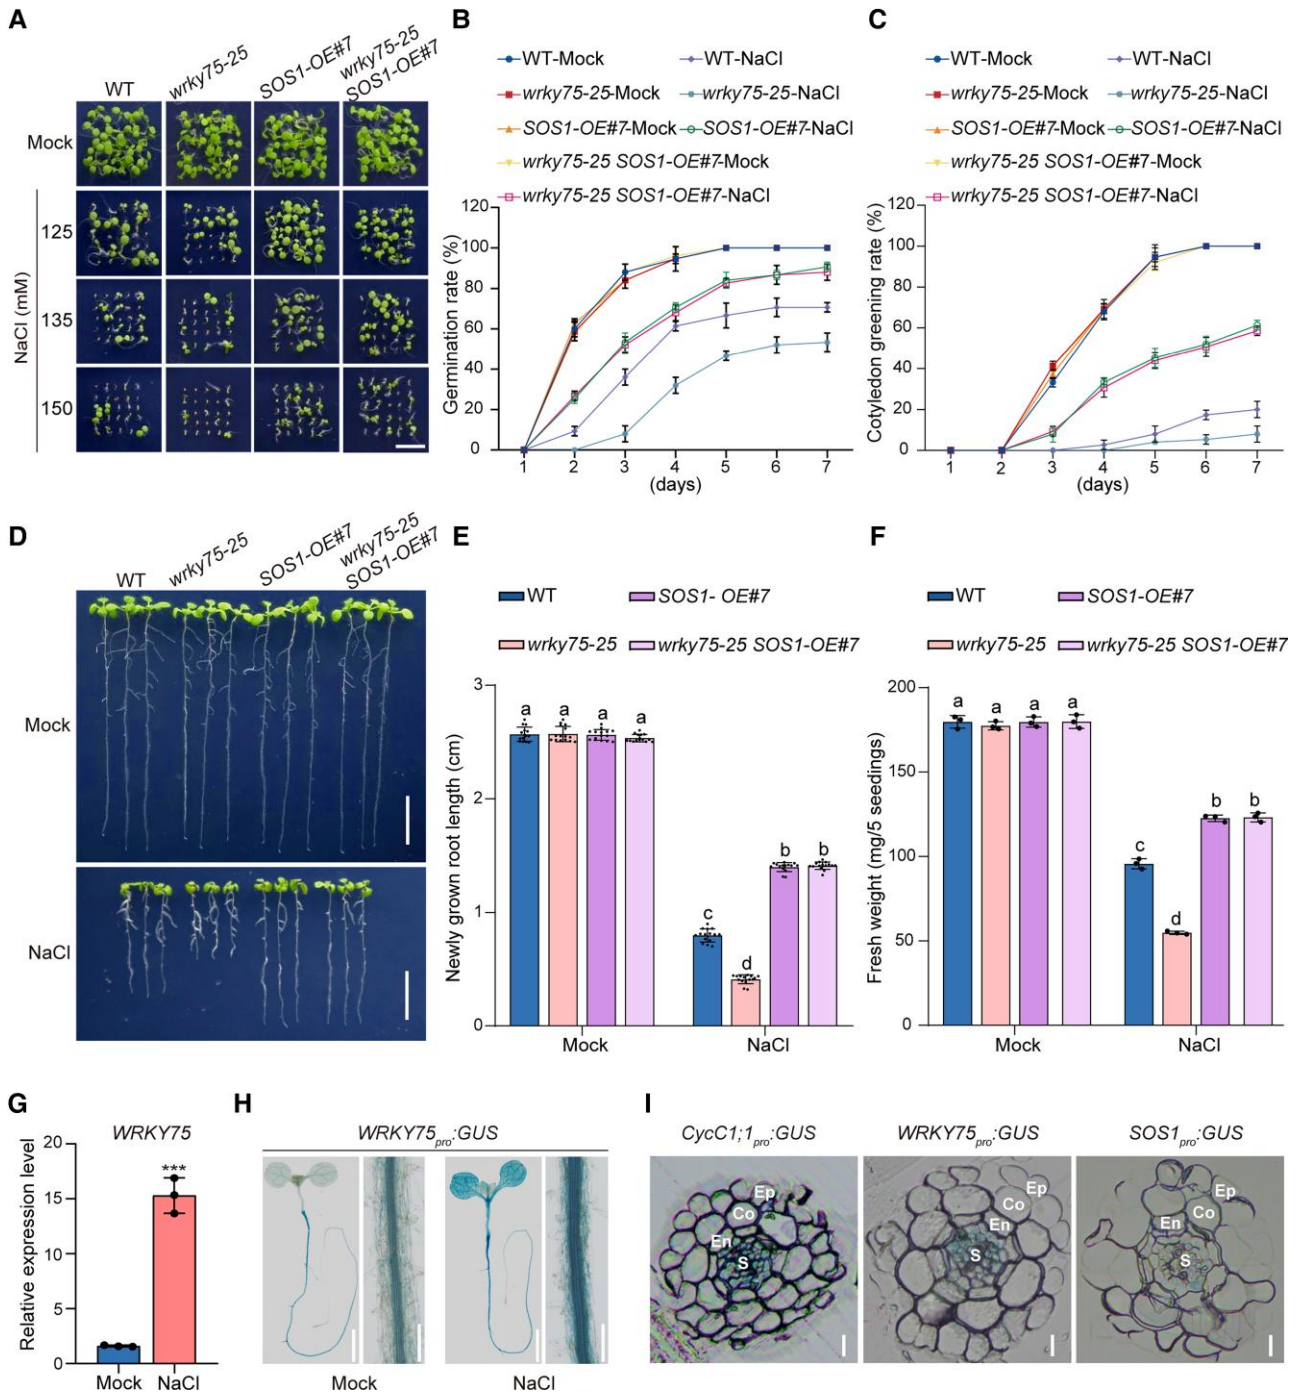 A
WT
wrky75-25
SOS1-OE#7
wrky75-25
SOS1-OE#7
Mock
NaCl (mM)
125
135
150
B
WT-Mock
WT-NaCl
wrky75-25-Mock
wrky75-25-NaCl
SOS1-OE#7-Mock
SOS1-OE#7-NaCl
wrky75-25 SOS1-OE#7-Mock
wrky75-25 SOS1-OE#7-NaCl
Germination rate (%)
120
100
80
60
40
20
0
1 2 3 4 5 6 7
(days)
C
WT-Mock
WT-NaCl
wrky75-25-Mock
wrky75-25-NaCl
SOS1-OE#7-Mock
SOS1-OE#7-NaCl
wrky75-25 SOS1-OE#7-Mock
wrky75-25 SOS1-OE#7-NaCl
Cotyledon greening rate (%)
120
100
80
60
40
20
0
1 2 3 4 5 6 7
(days)
D
WT
wrky75-25
SOS1-OE#7
wrky75-25
SOS1-OE#7
Mock
NaCl
E
WT
SOS1- OE#7
wrky75-25
wrky75-25 SOS1-OE#7
Newly grown root length (cm)
3
2
1
0
a a a a
c d b b
Mock NaCl
F
WT
SOS1-OE#7
wrky75-25
wrky75-25 SOS1-OE#7
Fresh weight (mg/5 seedings)
200
150
100
50
0
a a a a
c d b b
Mock NaCl
G
WRKY75
Relative expression level
20
15
10
5
0
***
Mock NaCl
H
WRKY75pro:GUS
Mock NaCl
I
CycC1;1pro:GUS
Ep
Co
En
S
WRKY75pro:GUS
Ep
Co
En
S
SOS1pro:GUS
Ep
Co
En
S